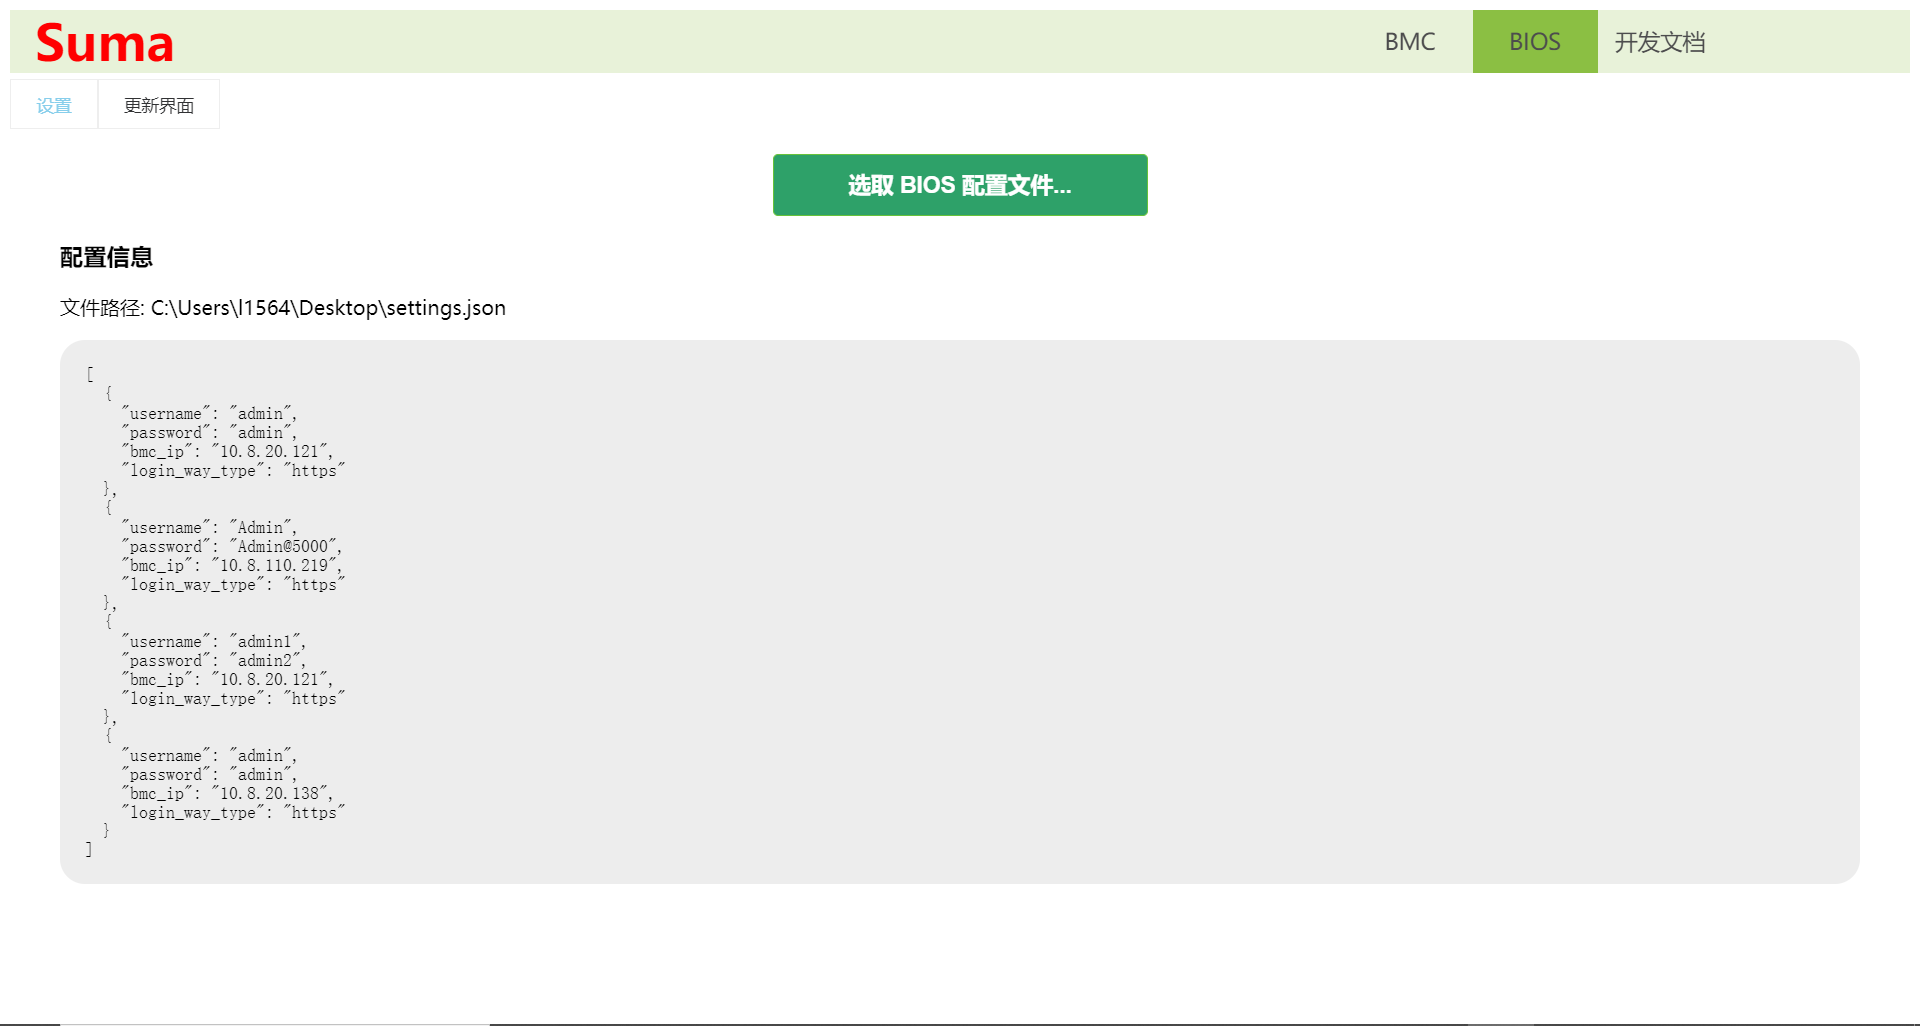 Suma
BMC
BIOS
开发文档
设置
更新界面
选取 BIOS 配置文件...
配置信息
文件路径: C:\Users\l1564\Desktop\settings.json
[
  {
    "username": "admin",
    "password": "admin",
    "bmc_ip": "10.8.20.121",
    "login_way_type": "https"
  },
  {
    "username": "Admin",
    "password": "Admin@5000",
    "bmc_ip": "10.8.110.219",
    "login_way_type": "https"
  },
  {
    "username": "admin1",
    "password": "admin2",
    "bmc_ip": "10.8.20.121",
    "login_way_type": "https"
  },
  {
    "username": "admin",
    "password": "admin",
    "bmc_ip": "10.8.20.138",
    "login_way_type": "https"
  }
]